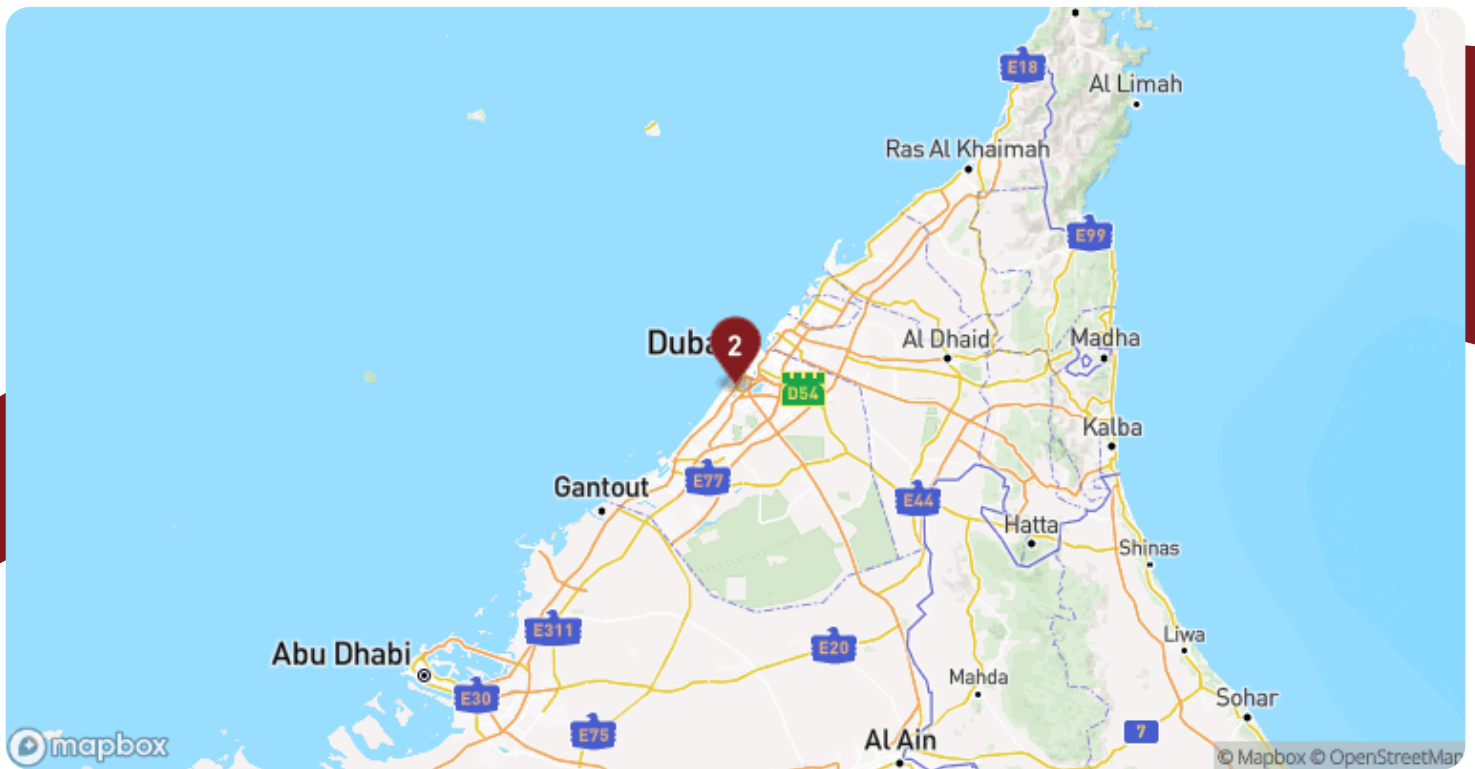 E18
Al Limah
Ras Al Khaimah
E99
Duba
2
Al Dhaid
Madha
D54
Kalba
E77
Gantout
E44
Hatta
Shinas
E311
Liwa
E20
Abu Dhabi
Mahda
E30
Sohar
E75
7
Al Ain
mapbox
© Mapbox © OpenStreetMap